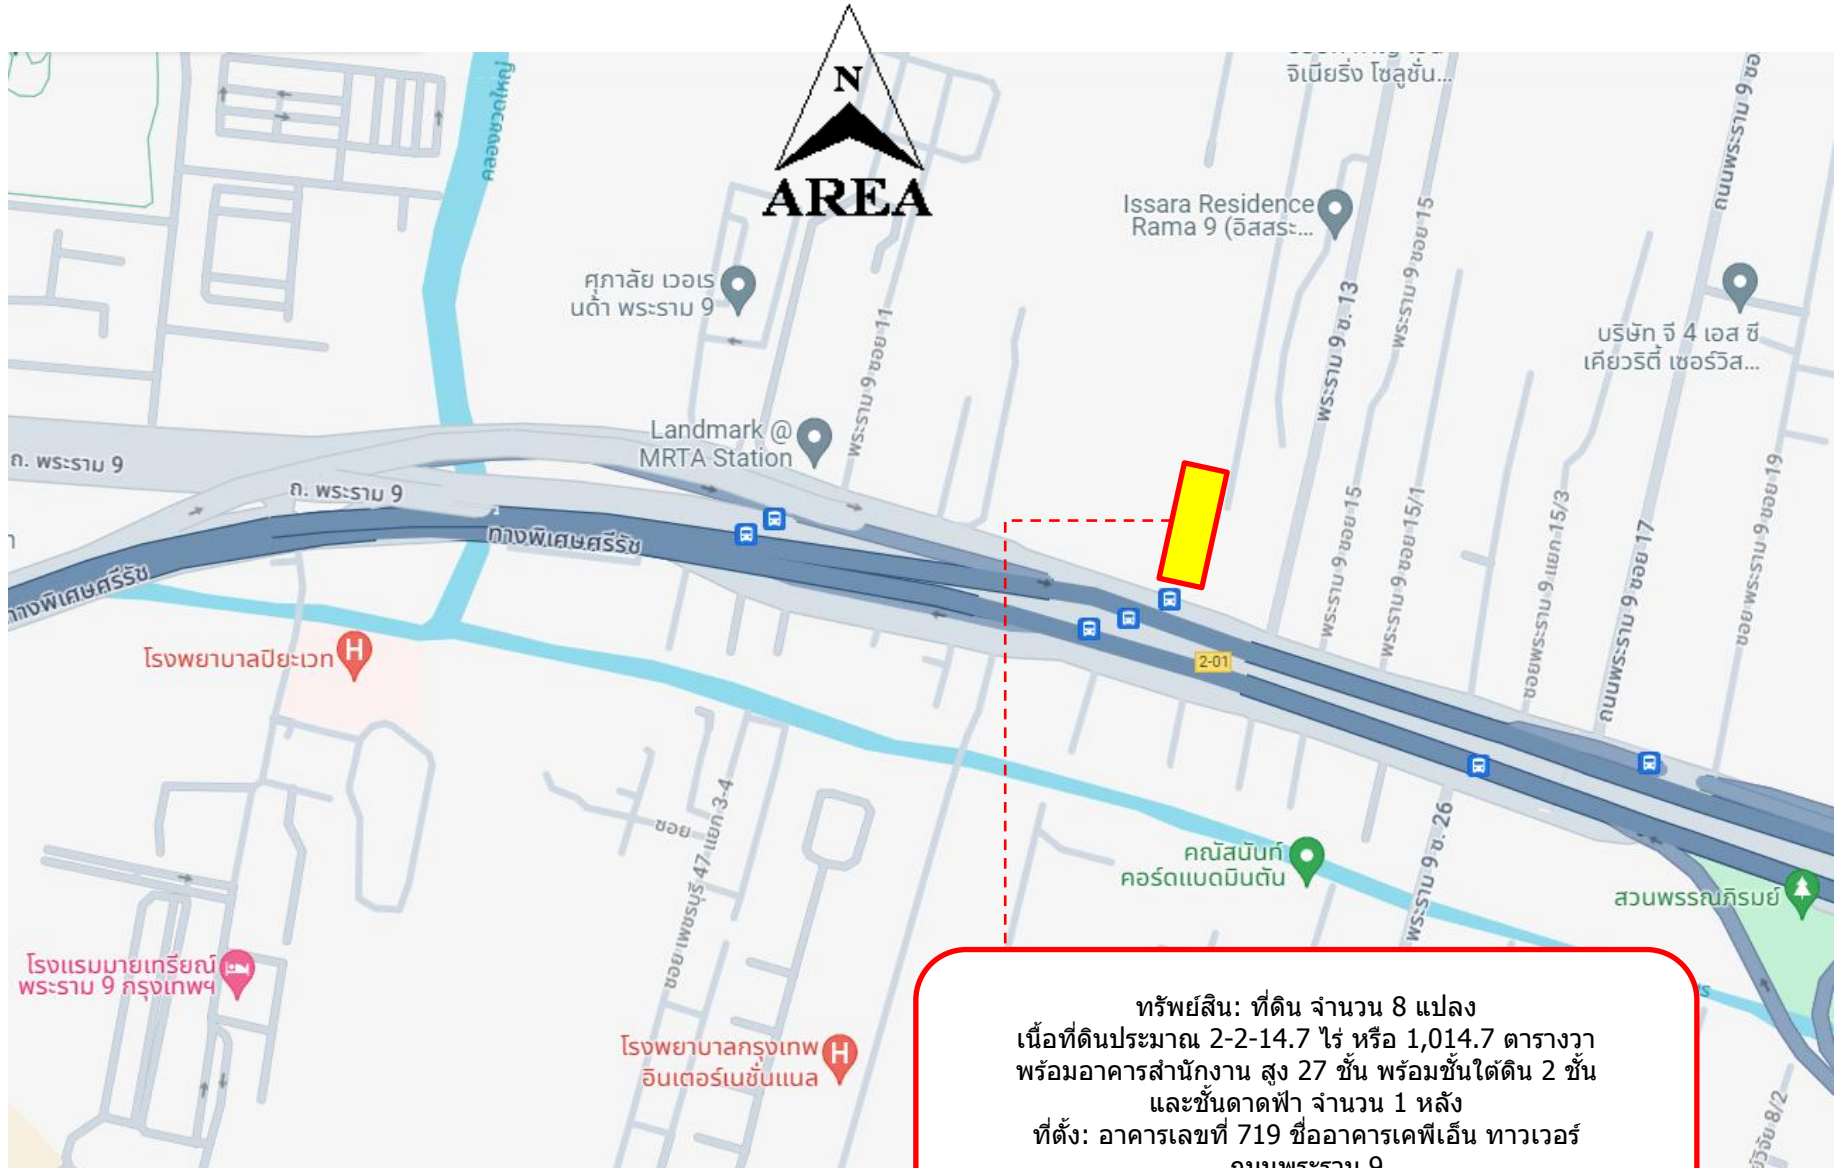 N
AREA
จิเนียริ่ง โซลูชั่น...
คลองขวดใหญ่
ถนนพระราม 9 ซอ
Issara Residence
Rama 9 (อิสสระ...
พระราม 9 ซอย 15
ศุภาลัย เวอเร
นด้า พระราม 9
พระราม 9 ซอย 11
พระราม 9 ซ. 13
บริษัท จี 4 เอส ซี
เคียวริตี้ เซอร์วิส...
Landmark @
MRTA Station
ถ. พระราม 9
ถ. พระราม 9
ทางพิเศษศรีรัช
ทางพิเศษศรีรัช
พระราม 9 ซอย 15
พระราม 9 ซอย 15/1
ซอยพระราม 9 แยก 15/3
ถนนพระราม 9 ซอย 17
ซอย พระราม 9 ซอย 19
2-01
โรงพยาบาลปิยะเวท
H
ซอย
ซอย เพชรบุรี 47 แยก 3-4
คณัสนันท์
คอร์ดแบดมินตัน
พระราม 9 ซ. 26
สวนพรรณภิรมย์
โรงแรมมายเทรียณ์
พระราม 9 กรุงเทพฯ
โรงพยาบาลกรุงเทพ
อินเตอร์เนชั่นแนล
H
ทรัพย์สิน: ที่ดิน จำนวน 8 แปลง
เนื้อที่ดินประมาณ 2-2-14.7 ไร่ หรือ 1,014.7 ตารางวา
พร้อมอาคารสำนักงาน สูง 27 ชั้น พร้อมชั้นใต้ดิน 2 ชั้น
และชั้นดาดฟ้า จำนวน 1 หลัง
ที่ตั้ง: อาคารเลขที่ 719 ชื่ออาคารเคพีเอ็น ทาวเวอร์
ถนนพระราม 9